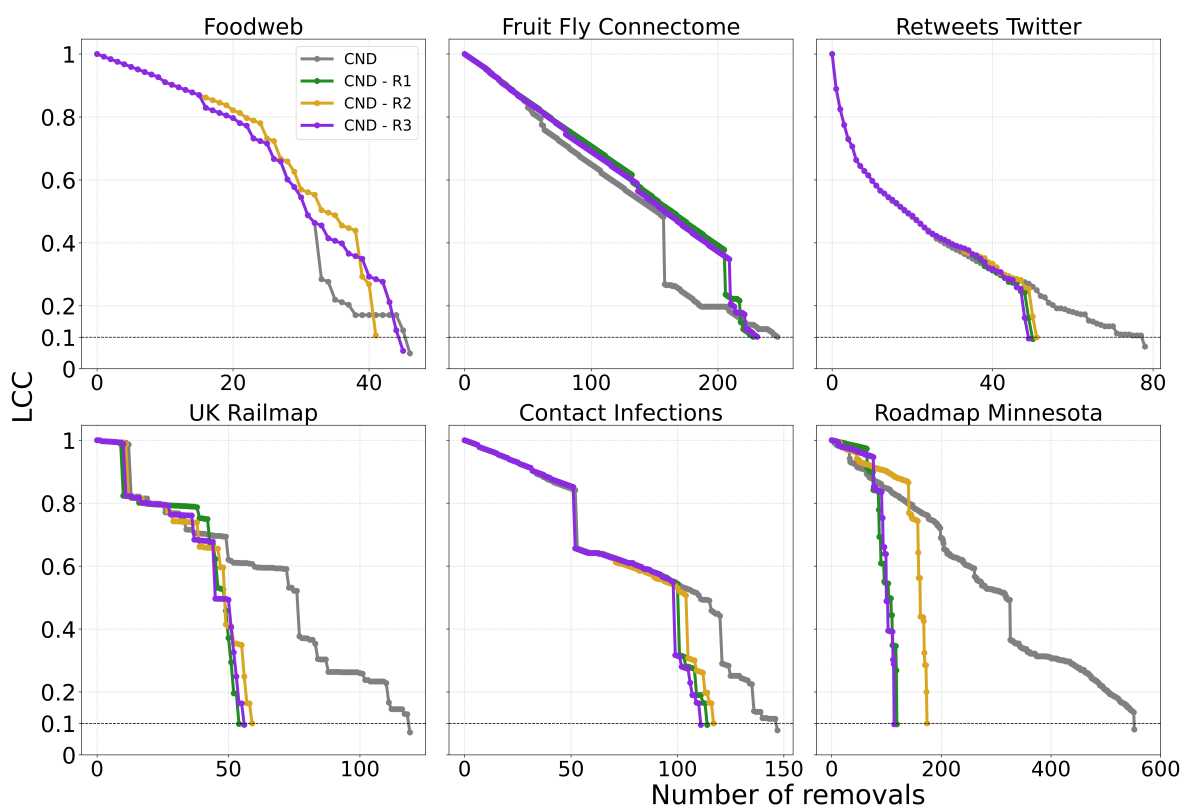 Foodweb
Fruit Fly Connectome
Retweets Twitter
CND
CND - R1
CND - R2
CND - R3
1
0.8
0.6
0.4
0.2
0.1
0
0 20 40
0 100 200
0 40 80
LCC
UK Railmap
Contact Infections
Roadmap Minnesota
1
0.8
0.6
0.4
0.2
0.1
0
0 50 100
0 50 100 150
0 200 400 600
Number of removals